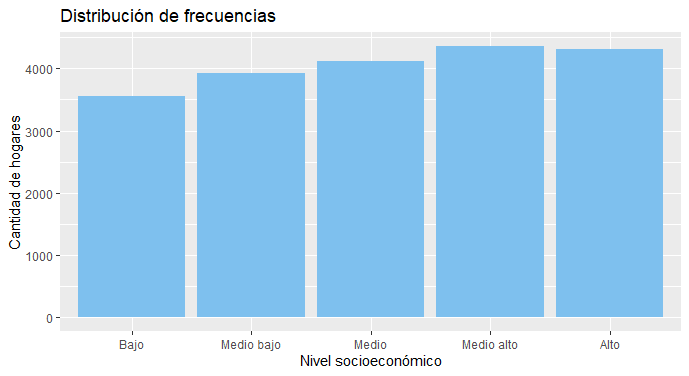 Distribución de frecuencias
Cantidad de hogares
4000
3000
2000
1000
0
Bajo
Medio bajo
Medio
Medio alto
Alto
Nivel socioeconómico